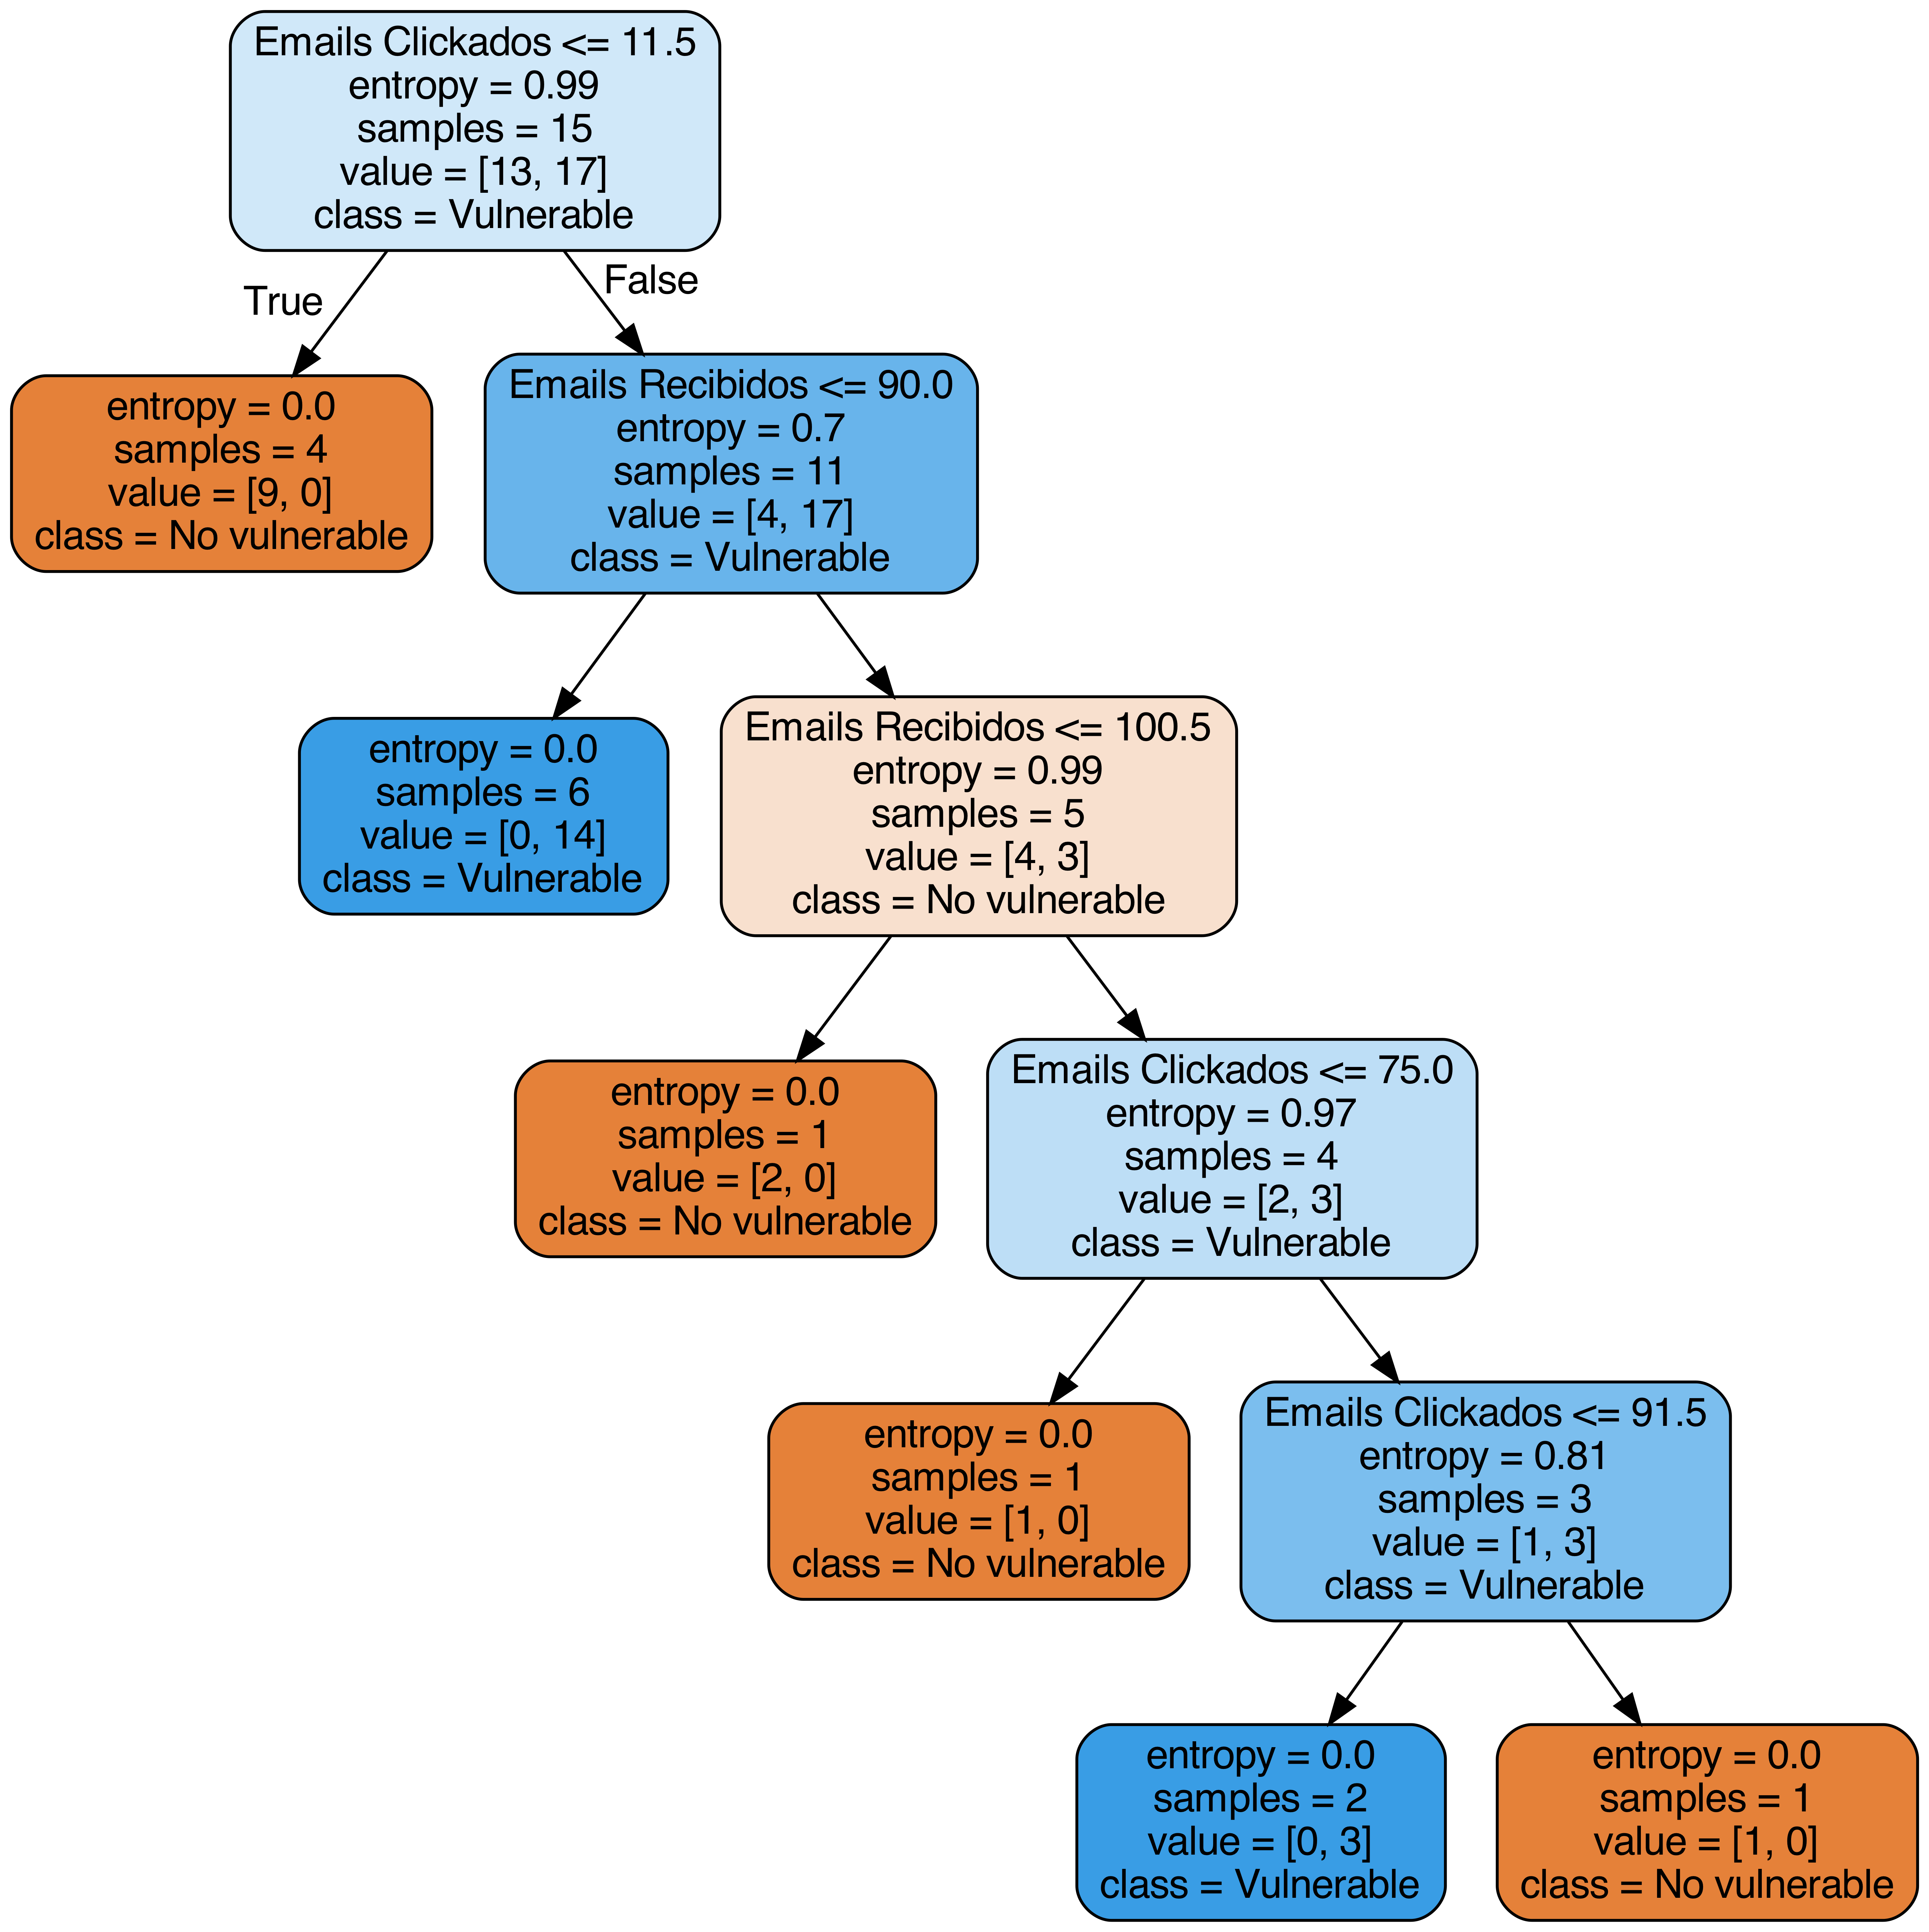 Emails Clickados <= 11.5
entropy = 0.99
samples = 15
value = [13, 17]
class = Vulnerable
True
False
entropy = 0.0
samples = 4
value = [9, 0]
class = No vulnerable
Emails Recibidos <= 90.0
entropy = 0.7
samples = 11
value = [4, 17]
class = Vulnerable
entropy = 0.0
samples = 6
value = [0, 14]
class = Vulnerable
Emails Recibidos <= 100.5
entropy = 0.99
samples = 5
value = [4, 3]
class = No vulnerable
entropy = 0.0
samples = 1
value = [2, 0]
class = No vulnerable
Emails Clickados <= 75.0
entropy = 0.97
samples = 4
value = [2, 3]
class = Vulnerable
entropy = 0.0
samples = 1
value = [1, 0]
class = No vulnerable
Emails Clickados <= 91.5
entropy = 0.81
samples = 3
value = [1, 3]
class = Vulnerable
entropy = 0.0
samples = 2
value = [0, 3]
class = Vulnerable
entropy = 0.0
samples = 1
value = [1, 0]
class = No vulnerable